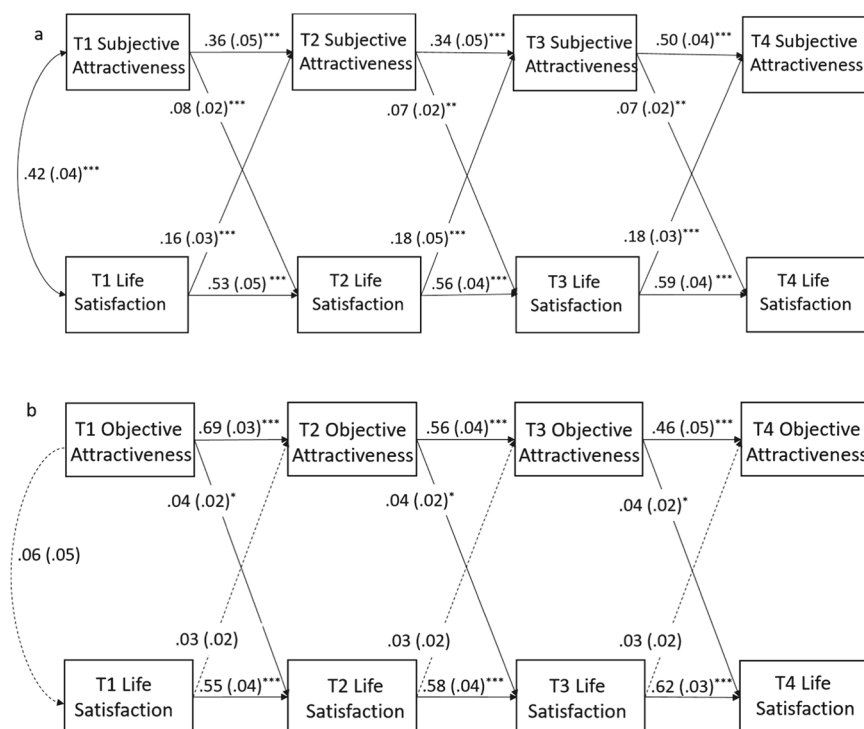 a
T1 Subjective
Attractiveness
.36 (.05)***
T2 Subjective
Attractiveness
.34 (.05)***
T3 Subjective
Attractiveness
.50 (.04)***
T4 Subjective
Attractiveness
.08 (.02)***
.07 (.02)**
.07 (.02)**
.42 (.04)***
.16 (.03)***
.18 (.05)***
.18 (.03)***
T1 Life
Satisfaction
.53 (.05)***
T2 Life
Satisfaction
.56 (.04)***
T3 Life
Satisfaction
.59 (.04)***
T4 Life
Satisfaction
b
T1 Objective
Attractiveness
.69 (.03)***
T2 Objective
Attractiveness
.56 (.04)***
T3 Objective
Attractiveness
.46 (.05)***
T4 Objective
Attractiveness
.04 (.02)*
.04 (.02)*
.04 (.02)*
.06 (.05)
.03 (.02)
.03 (.02)
.03 (.02)
T1 Life
Satisfaction
.55 (.04)***
T2 Life
Satisfaction
.58 (.04)***
T3 Life
Satisfaction
.62 (.03)***
T4 Life
Satisfaction